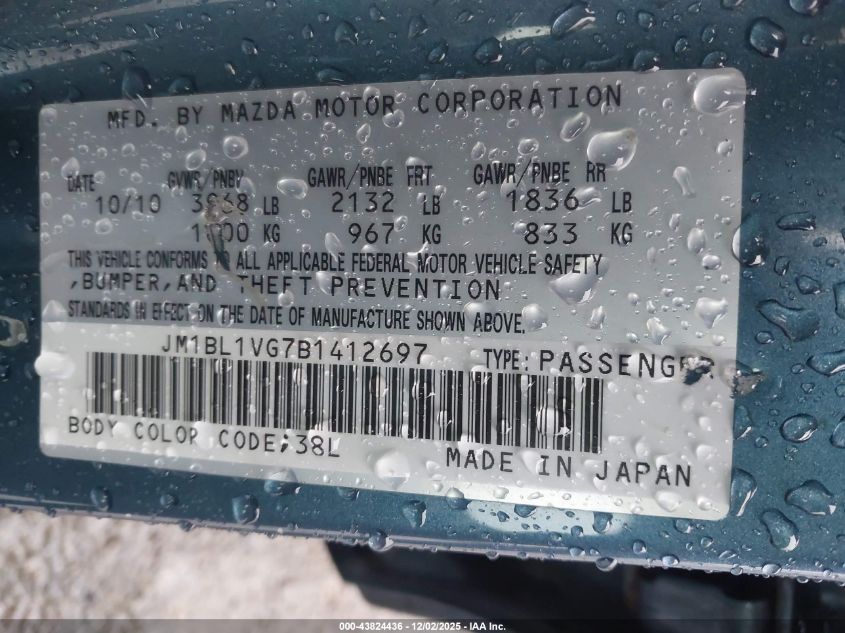 MFD. BY MAZDA MOTOR CORPORATION
DATE GVWR/PNBV GAWR/PNBE FRT GAWR/PNBE RR
10/10 3968 LB 2132 LB 1836 LB
KG 967 KG 833 KG
THIS VEHICLE CONFORMS TO ALL APPLICABLE FEDERAL MOTOR VEHICLE SAFETY
,BUMPER,AND THEFT PREVENTION
STANDARDS IN EFFECT ON THE DATE OF MANUFACTURE SHOWN ABOVE.
JM1BL1VG7B1412697 TYPE: PASSENGER
BODY COLOR CODE;38L MADE IN JAPAN
000-43824436 - 12/02/2025 - IAA Inc.